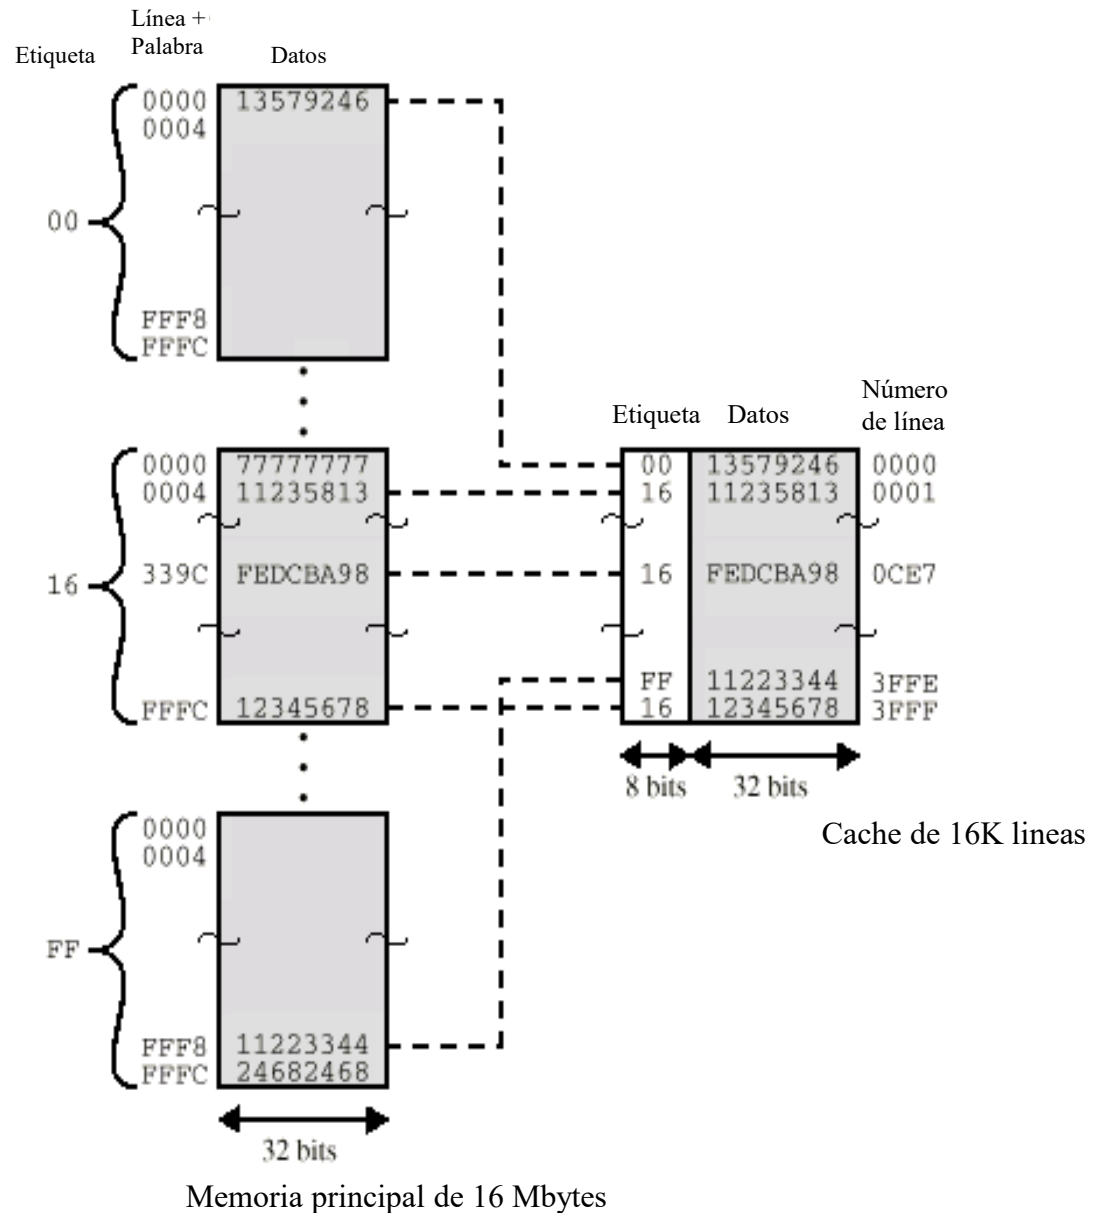 Línea +
Etiqueta Palabra Datos
0000 13579246
0004
00
FFF8
FFFC
Etiqueta Datos Número de línea
0000 77777777 00 13579246 0000
0004 11235813 16 11235813 0001
16 339C FEDCBA98 16 FEDCBA98 0CE7
FF 11223344 3FFE
FFFC 12345678 16 12345678 3FFF
8 bits 32 bits
Cache de 16K lineas
0000
0004
FF
FFF8 11223344
FFFC 24682468
32 bits
Memoria principal de 16 Mbytes